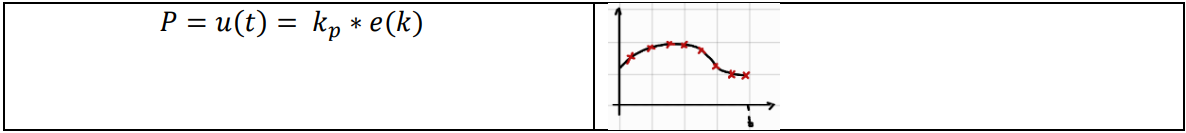 P = u(t) = k_p * e(k)